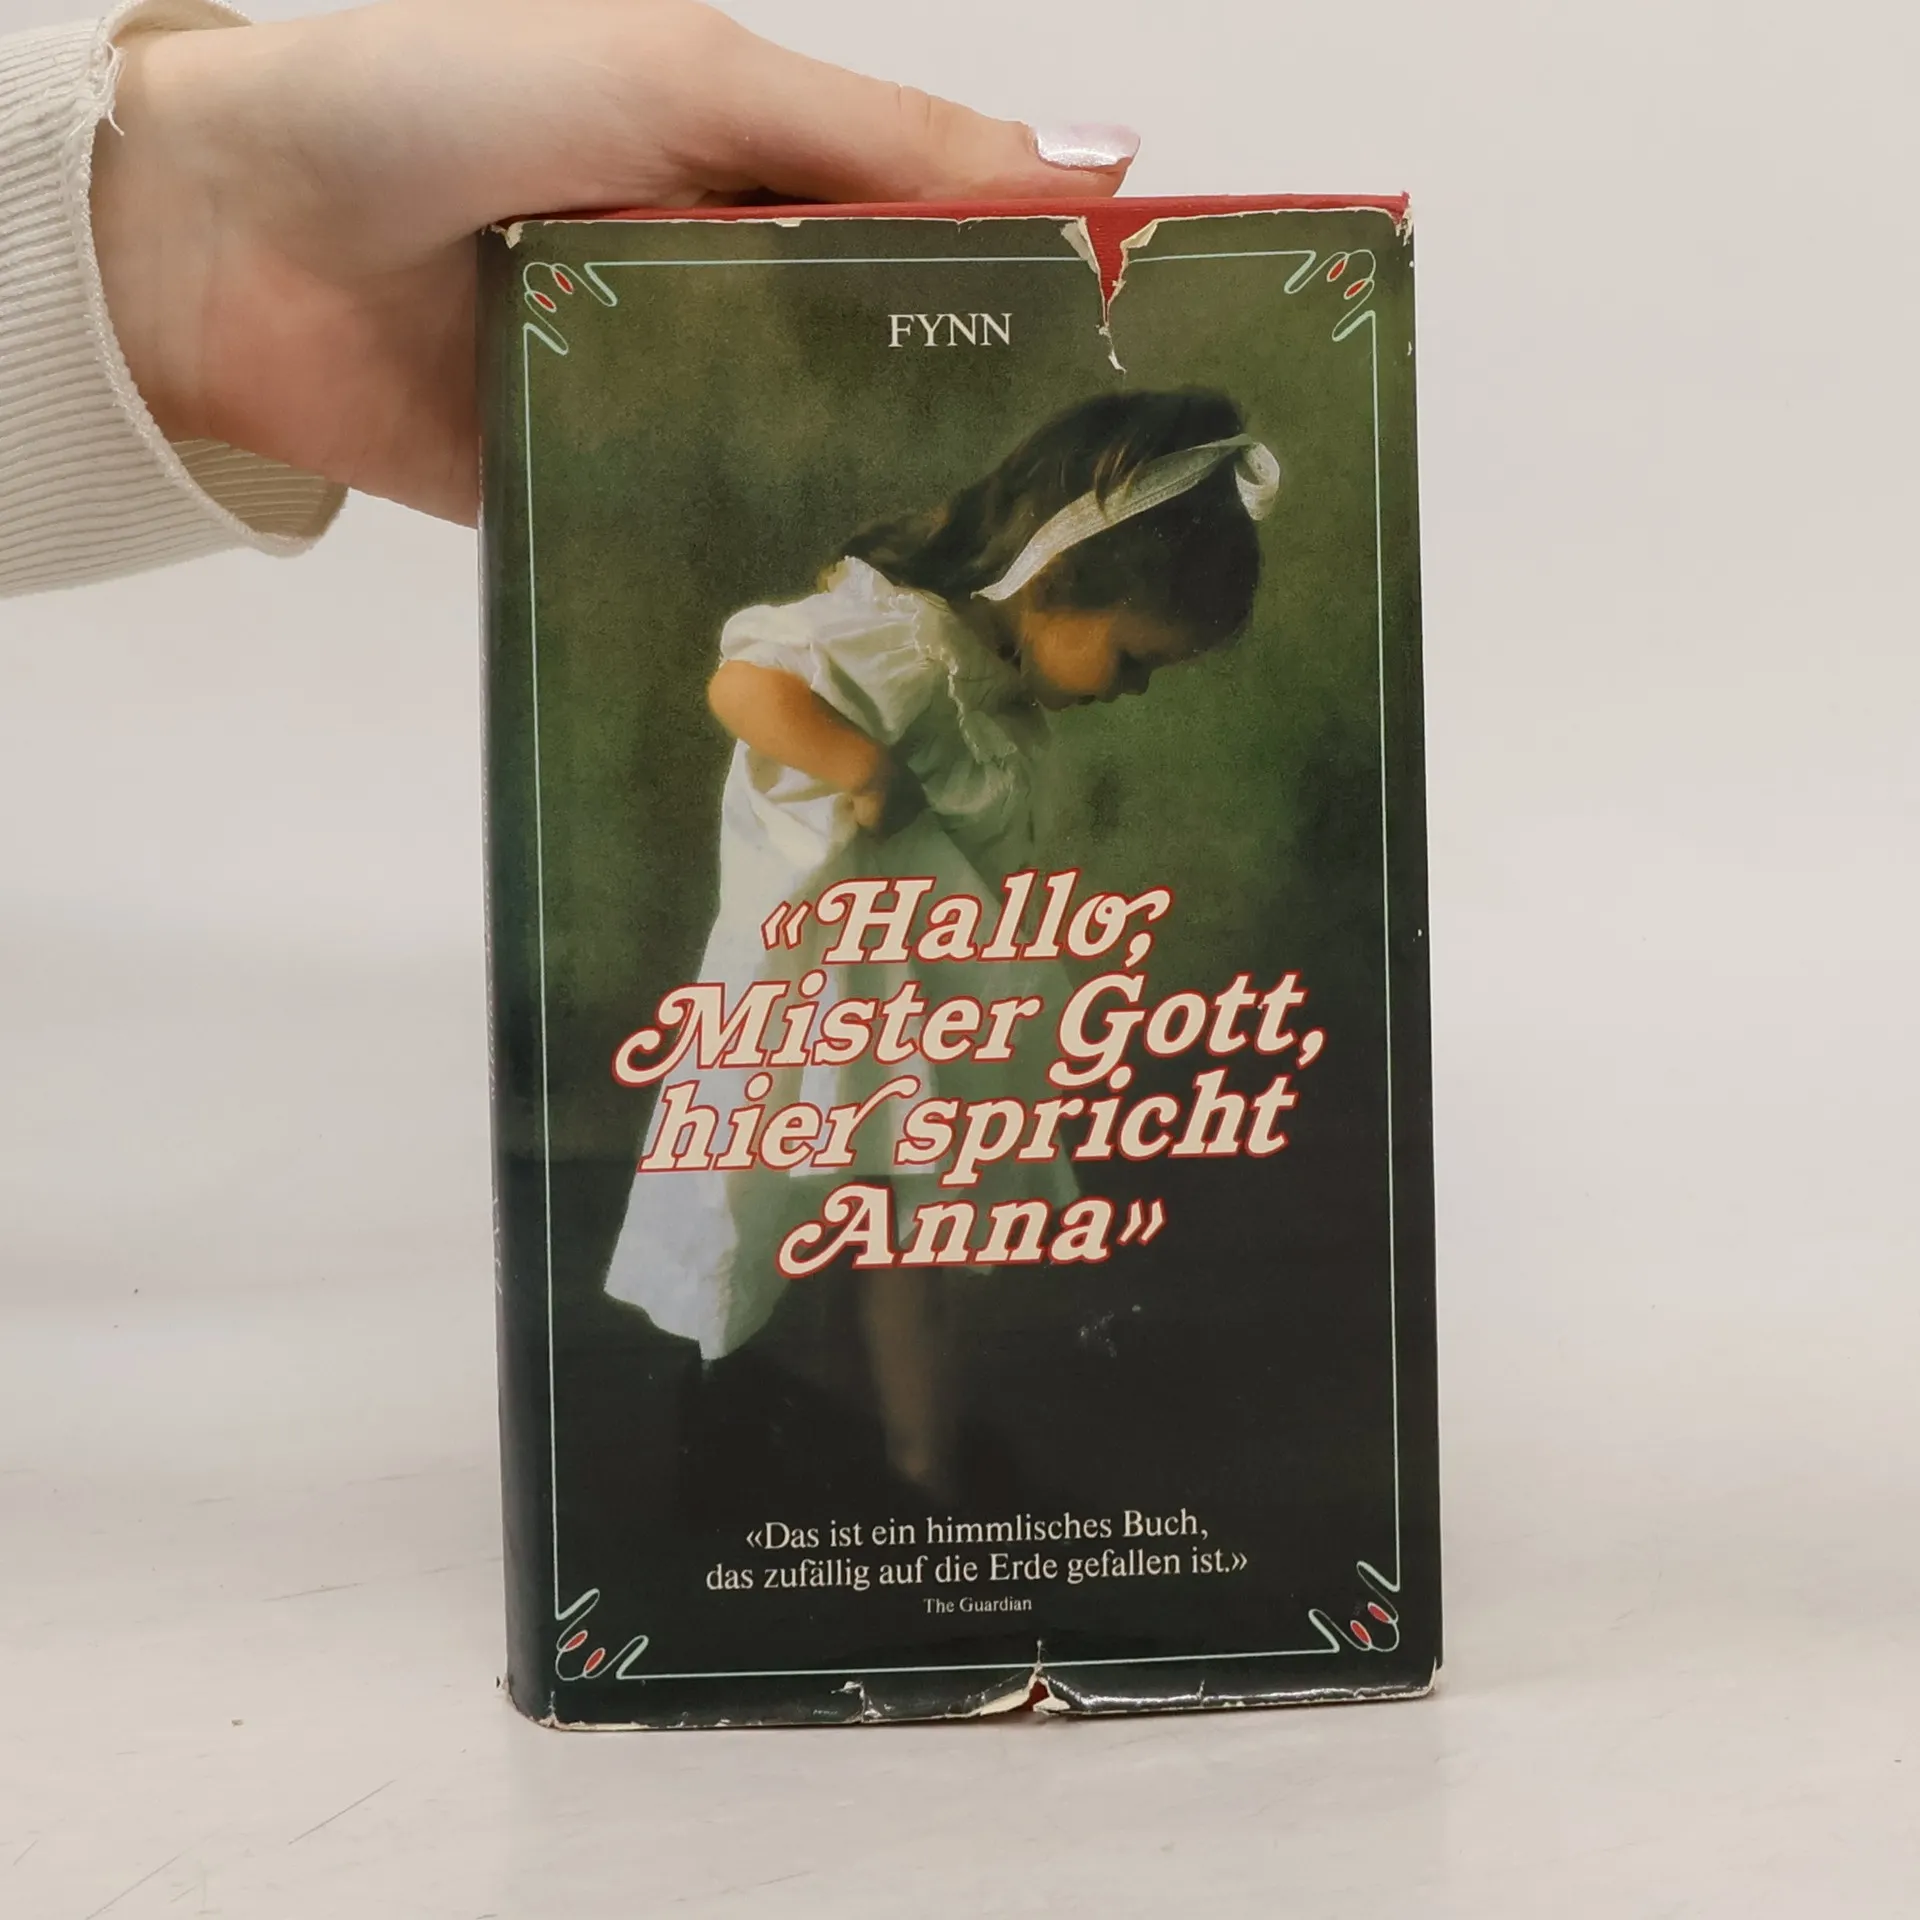 FYNN
«Hallo,
Mister Gott,
hier spricht
Anna»
«Das ist ein himmlisches Buch,
das zufällig auf die Erde gefallen ist.»
The Guardian